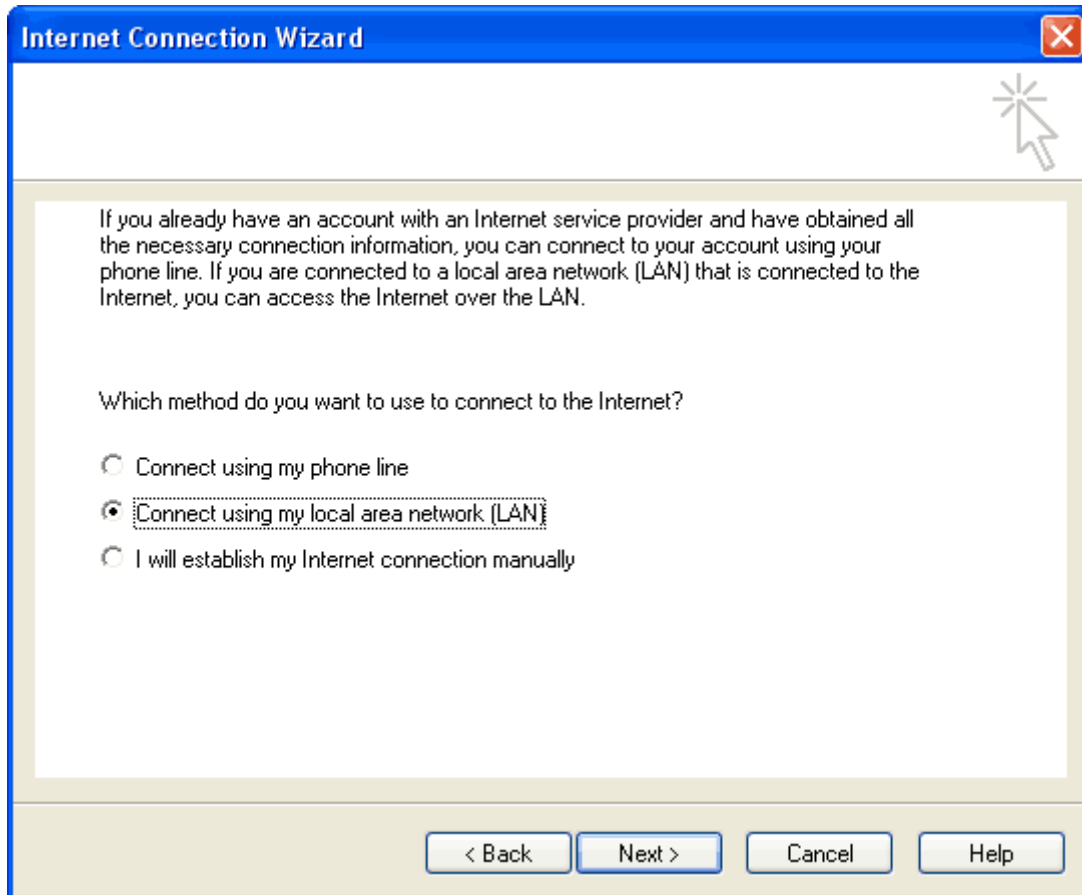 Internet Connection Wizard
If you already have an account with an Internet service provider and have obtained all
the necessary connection information, you can connect to your account using your
phone line. If you are connected to a local area network (LAN) that is connected to the
Internet, you can access the Internet over the LAN.
Which method do you want to use to connect to the Internet?
Connect using my phone line
Connect using my local area network (LAN)
I will establish my Internet connection manually
< Back Next > Cancel Help